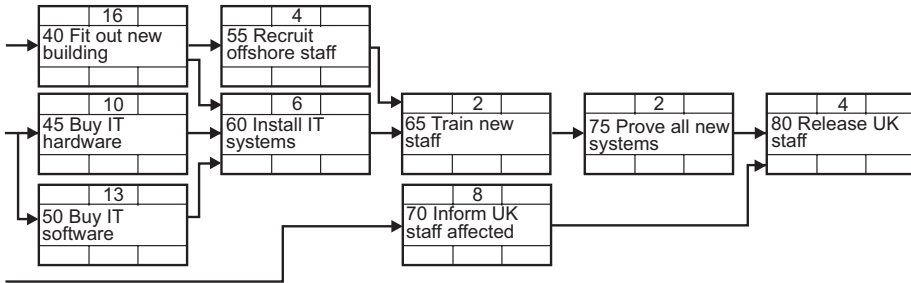 16
40 Fit out new
building
4
55 Recruit
offshore staff
10
45 Buy IT
hardware
6
60 Install IT
systems
2
65 Train new
staff
2
75 Prove all new
systems
4
80 Release UK
staff
13
50 Buy IT
software
8
70 Inform UK
staff affected